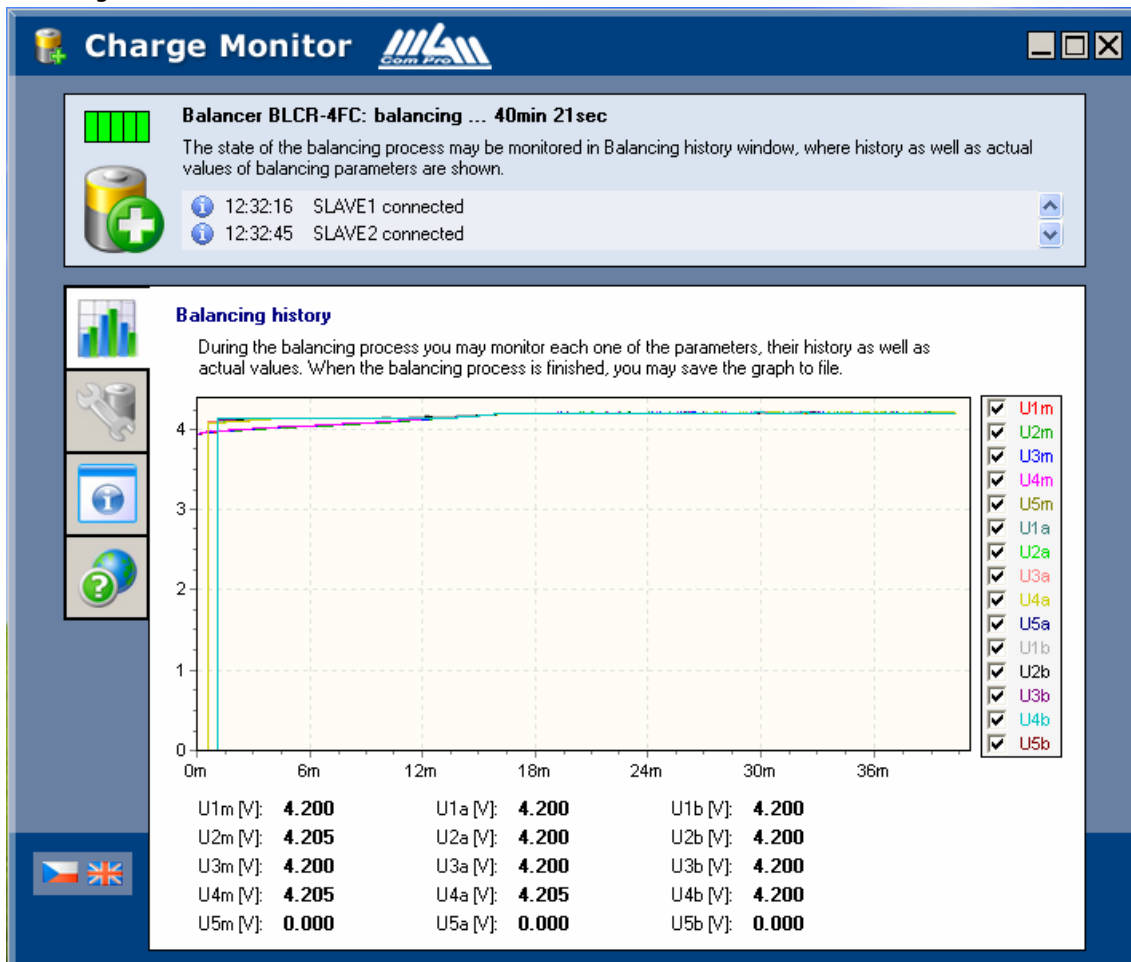 Charge Monitor
MGM
Com Pro
Balancer BLCR-4FC: balancing ... 40min 21sec
The state of the balancing process may be monitored in Balancing history window, where history as well as actual
values of balancing parameters are shown.
12:32:16 SLAVE1 connected
12:32:45 SLAVE2 connected
Balancing history
During the balancing process you may monitor each one of the parameters, their history as well as
actual values. When the balancing process is finished, you may save the graph to file.
4
3
2
1
0
0m 6m 12m 18m 24m 30m 36m
U1m
U2m
U3m
U4m
U5m
U1a
U2a
U3a
U4a
U5a
U1b
U2b
U3b
U4b
U5b
U1m [V]: 4.200 U1a [V]: 4.200 U1b [V]: 4.200
U2m [V]: 4.205 U2a [V]: 4.200 U2b [V]: 4.200
U3m [V]: 4.200 U3a [V]: 4.200 U3b [V]: 4.200
U4m [V]: 4.205 U4a [V]: 4.205 U4b [V]: 4.200
U5m [V]: 0.000 U5a [V]: 0.000 U5b [V]: 0.000